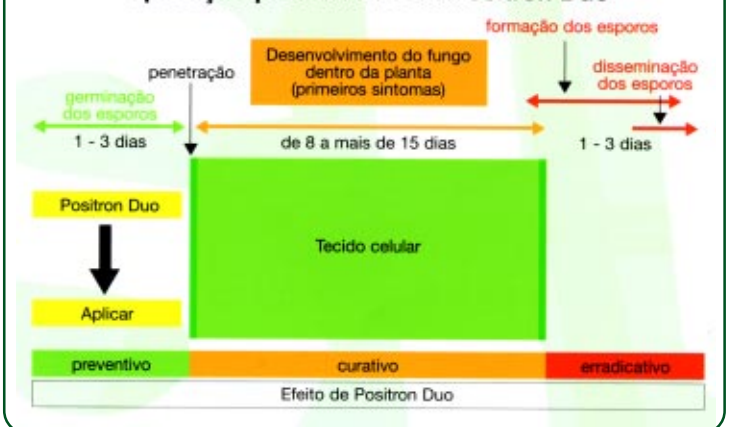 formação dos esporos
Desenvolvimento do fungo
dentro da planta
(primeiros sintomas)
penetração
disseminação
dos esporos
germinação
dos esporos
1 - 3 dias
de 8 a mais de 15 dias
1 - 3 dias
Positron Duo
Tecido celular
Aplicar
preventivo
curativo
erradicativo
Efeito de Positron Duo